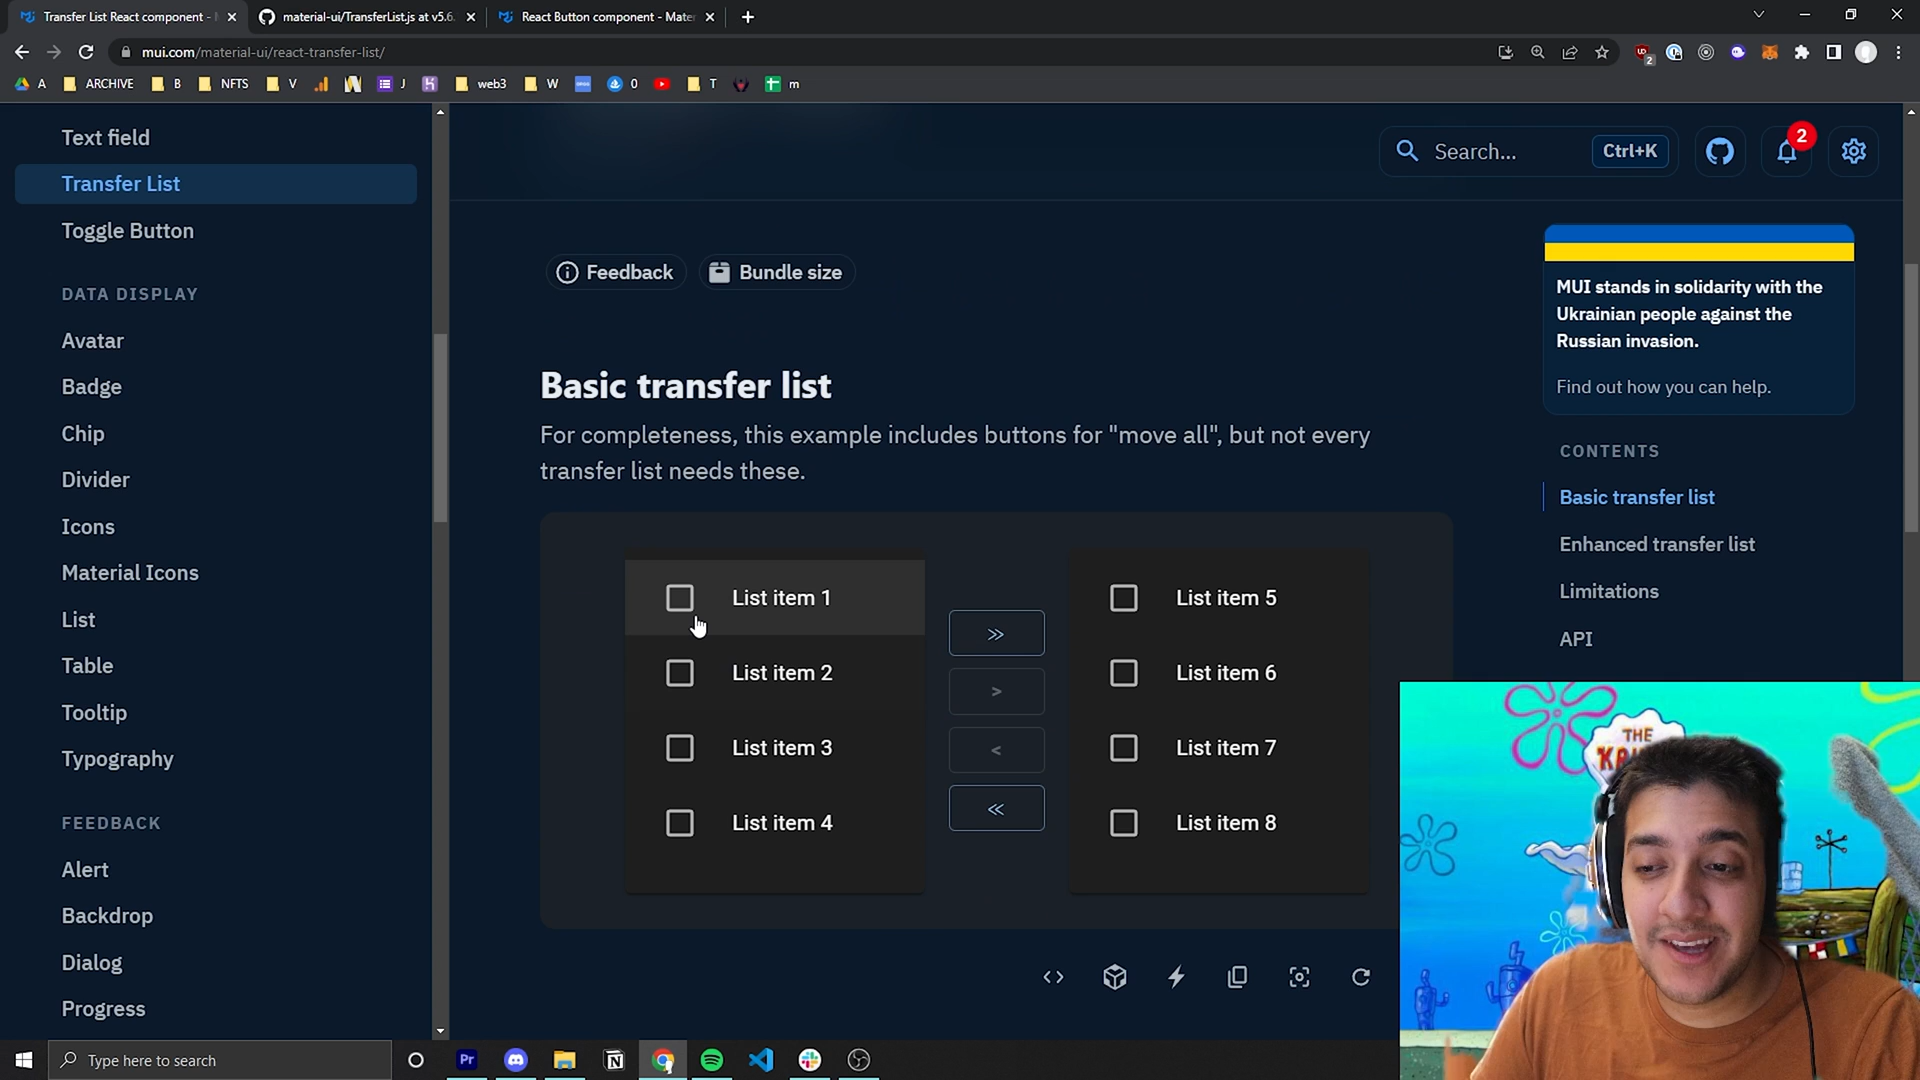 Transfer List React component -
material-ui/TransferList.js at v5.6.
React Button component - Mate
mui.com/material-ui/react-transfer-list/
2
A
ARCHIVE
B
NFTS
V
J
web3
W
0
T
m
Text field
Transfer List
Toggle Button
DATA DISPLAY
Avatar
Badge
Chip
Divider
Icons
Material Icons
List
Table
Tooltip
Typography
FEEDBACK
Alert
Backdrop
Dialog
Progress
Search...
Ctrl+K
2
Feedback
Bundle size
Basic transfer list
For completeness, this example includes buttons for "move all", but not every
transfer list needs these.
List item 1
List item 2
List item 3
List item 4
≫
>
<
≪
List item 5
List item 6
List item 7
List item 8
MUI stands in solidarity with the
Ukrainian people against the
Russian invasion.
Find out how you can help.
CONTENTS
Basic transfer list
Enhanced transfer list
Limitations
API
THE
Type here to search
Pr